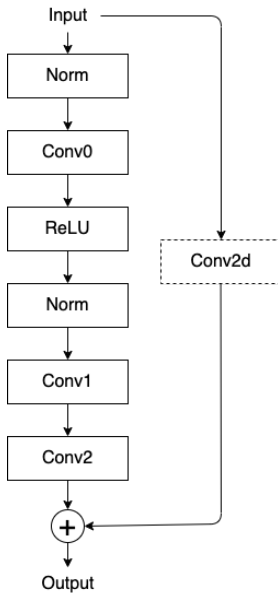 Input
Norm
Conv0
ReLU
Norm
Conv1
Conv2
+
Output
Conv2d